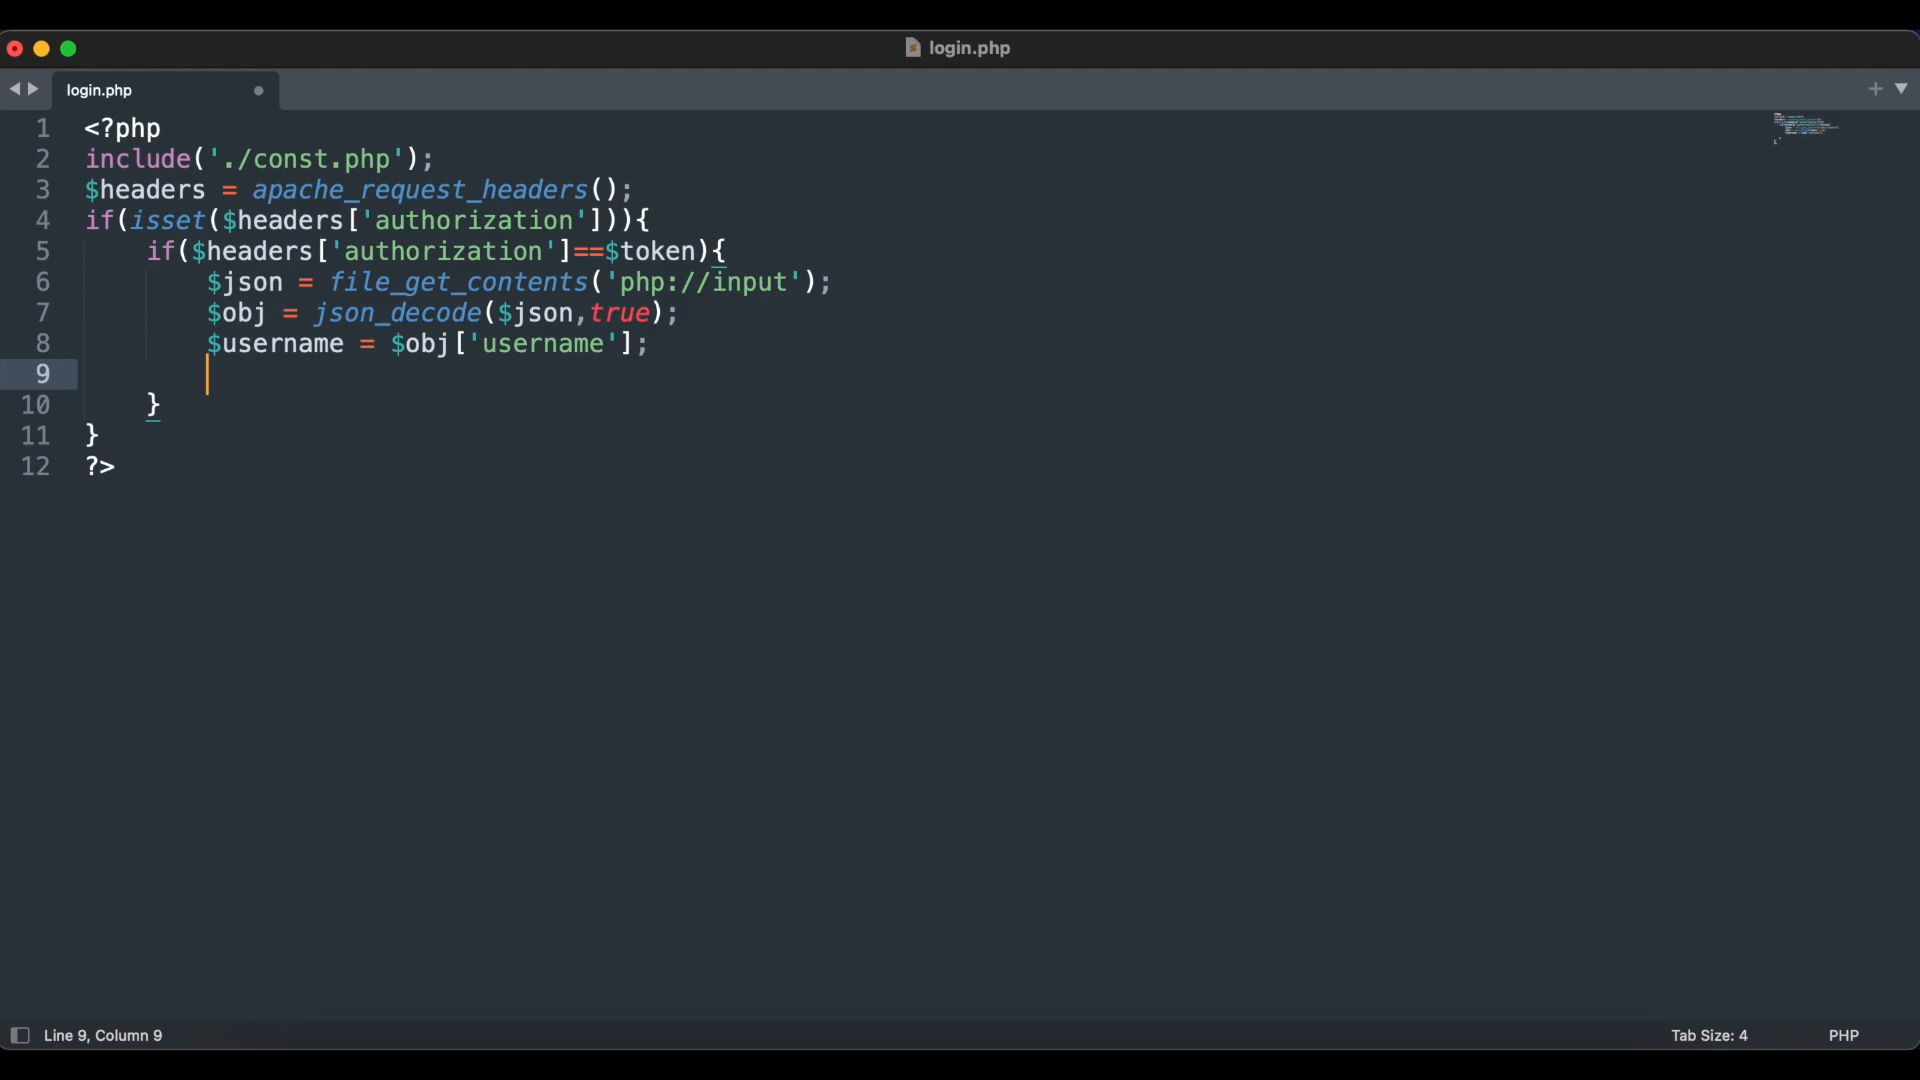 login.php
login.php
1 <?php
2 include('./const.php');
3 $headers = apache_request_headers();
4 if(isset($headers['authorization'])){
5 if($headers['authorization']==$token){
6 $json = file_get_contents('php://input');
7 $obj = json_decode($json,true);
8 $username = $obj['username'];
9
10 }
11 }
12 ?>
Line 9, Column 9
Tab Size: 4
PHP